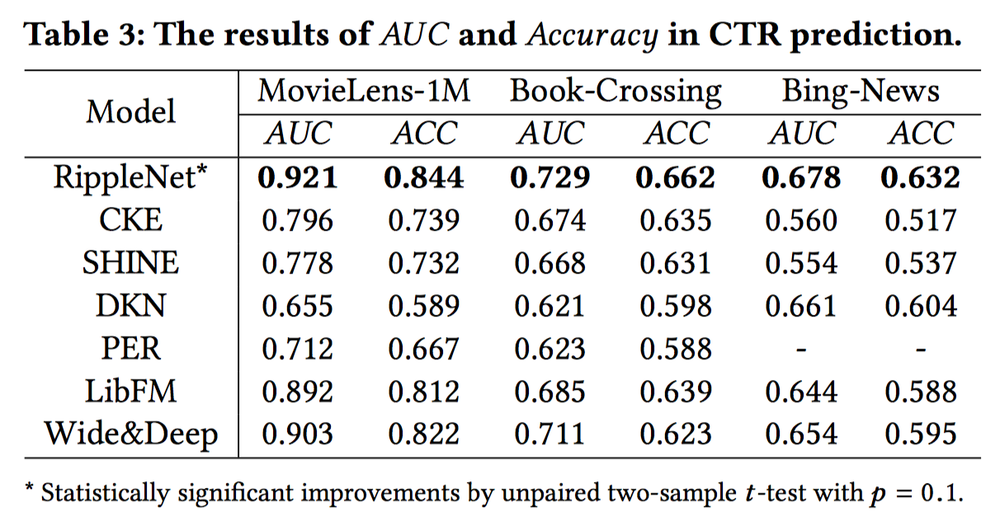 Table 3: The results of AUC and Accuracy in CTR prediction.
Model MovieLens-1M Book-Crossing Bing-News
AUC ACC AUC ACC AUC ACC
RippleNet* 0.921 0.844 0.729 0.662 0.678 0.632
CKE 0.796 0.739 0.674 0.635 0.560 0.517
SHINE 0.778 0.732 0.668 0.631 0.554 0.537
DKN 0.655 0.589 0.621 0.598 0.661 0.604
PER 0.712 0.667 0.623 0.588 - -
LibFM 0.892 0.812 0.685 0.639 0.644 0.588
Wide&Deep 0.903 0.822 0.711 0.623 0.654 0.595
* Statistically significant improvements by unpaired two-sample t-test with p = 0.1.